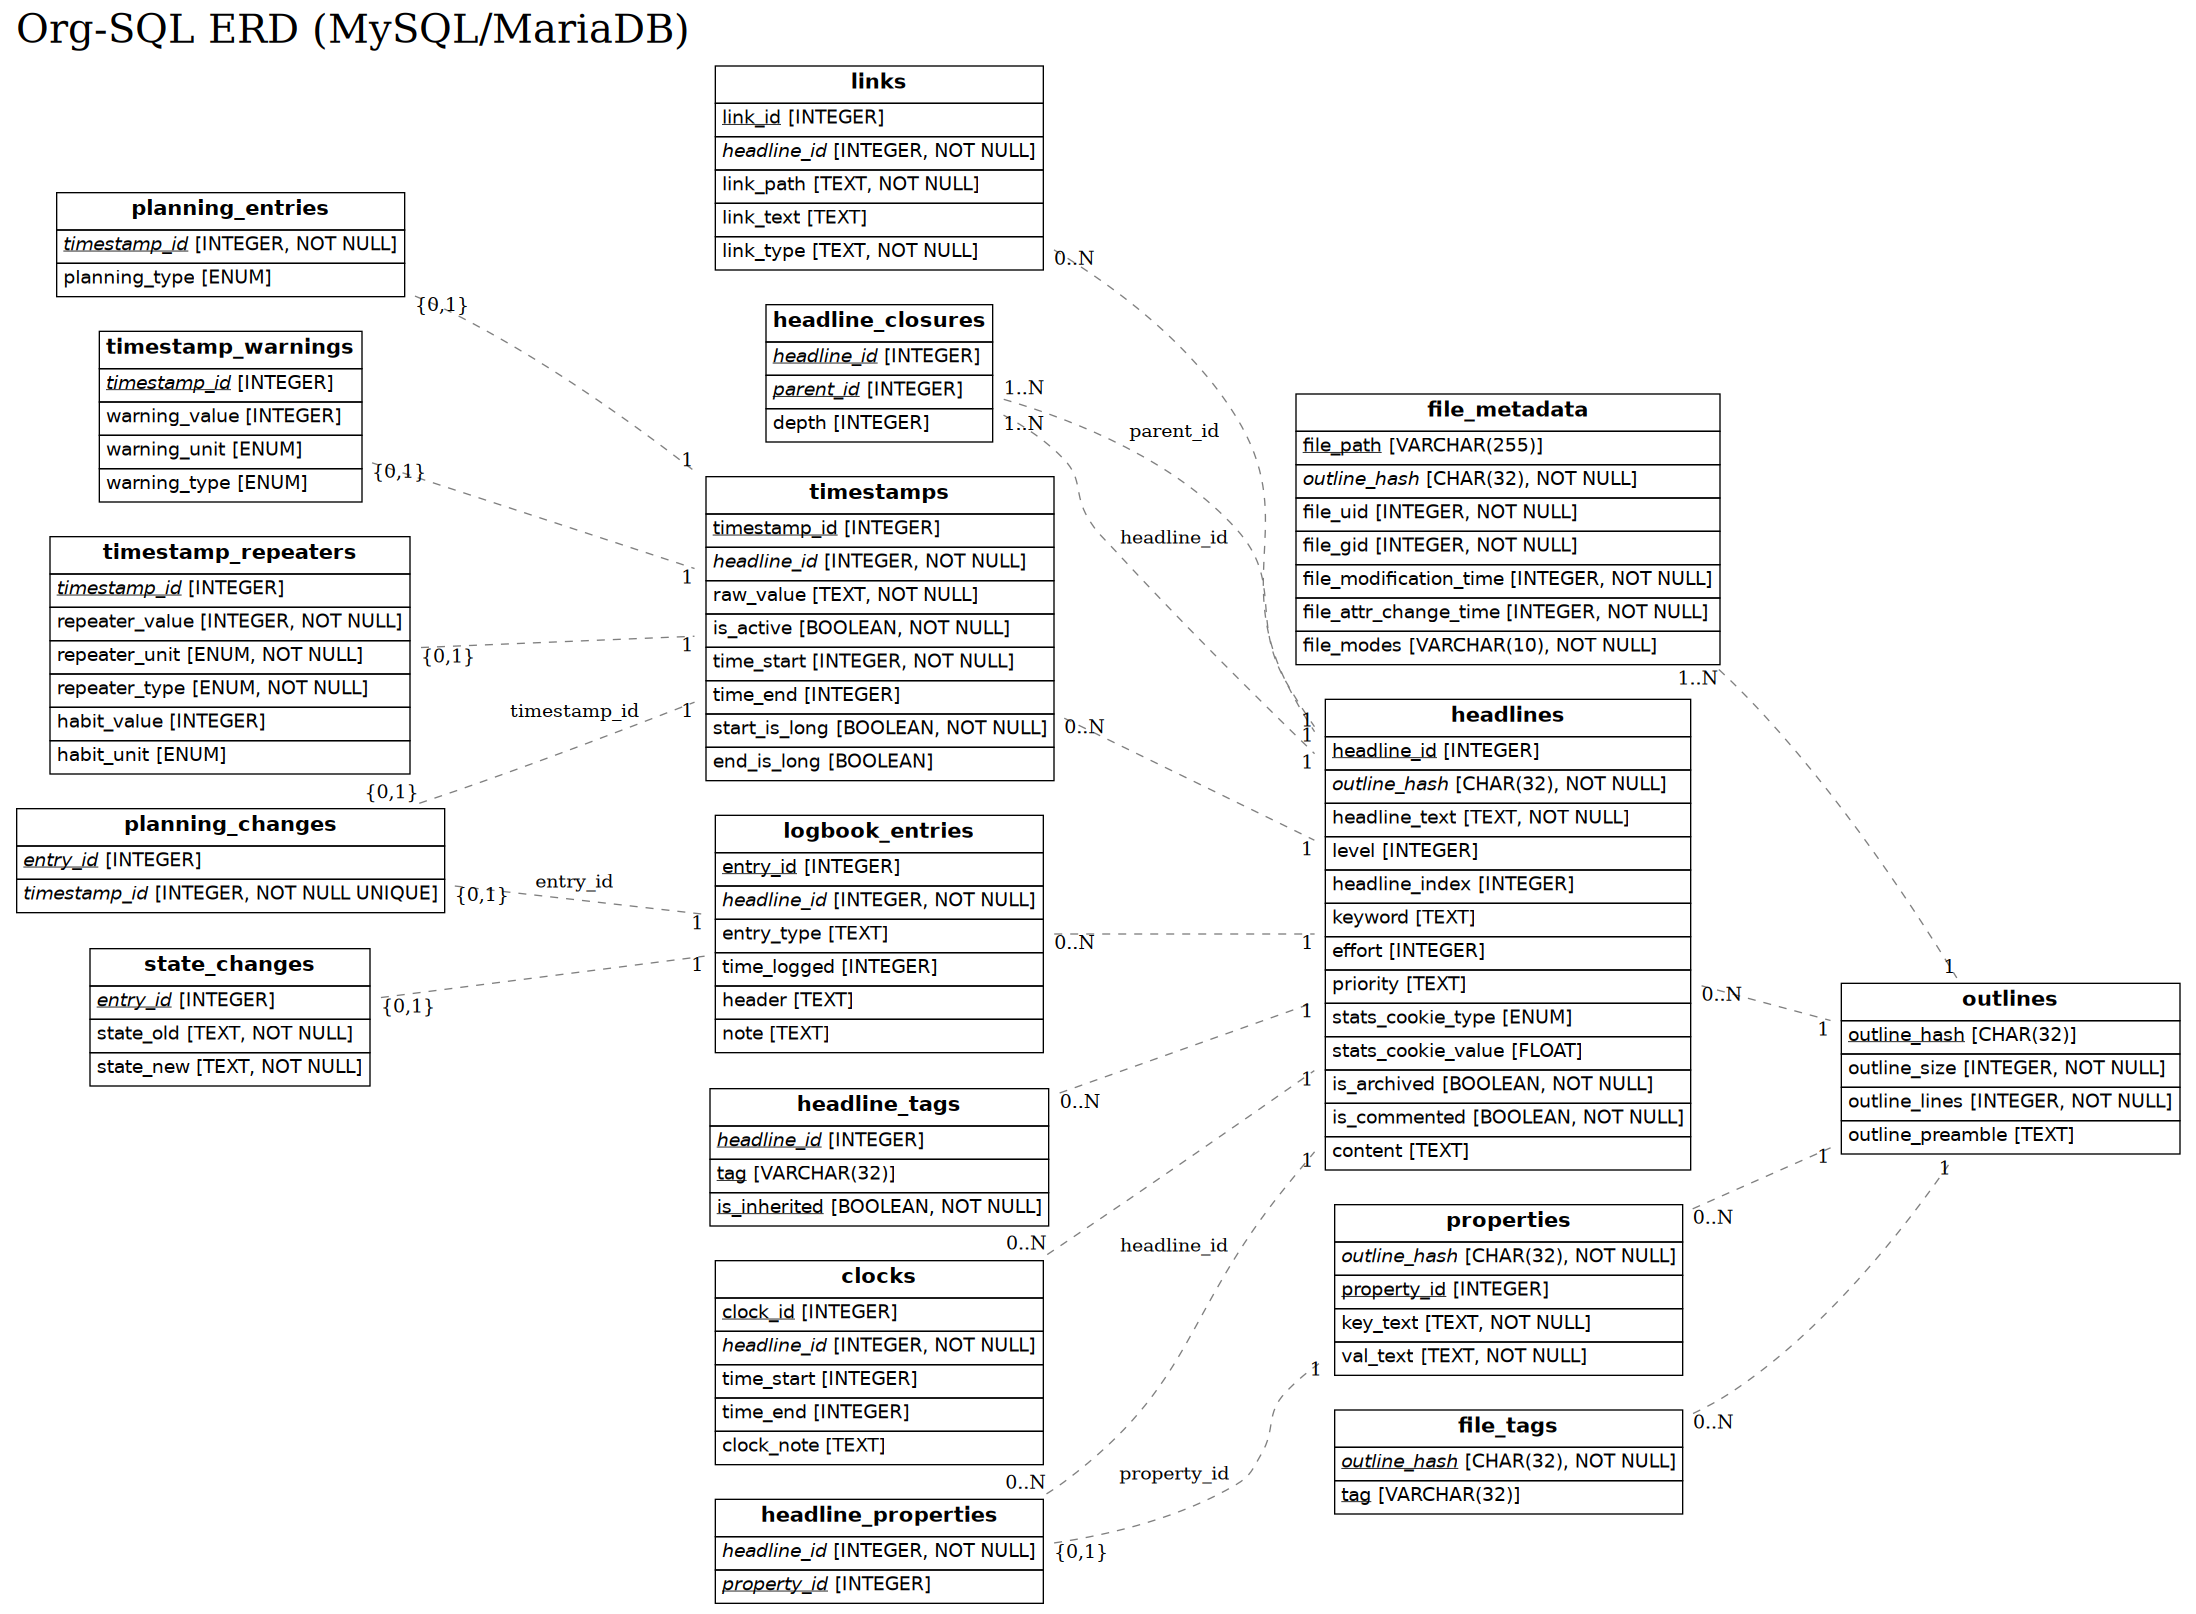 Org-SQL ERD (MySQL/MariaDB)
links
link_id [INTEGER]
headline_id [INTEGER, NOT NULL]
link_path [TEXT, NOT NULL]
link_text [TEXT]
link_type [TEXT, NOT NULL]
0..N
planning_entries
timestamp_id [INTEGER, NOT NULL]
planning_type [ENUM]
{0,1}
1
headline_closures
headline_id [INTEGER]
parent_id [INTEGER]
depth [INTEGER]
1..N
1..N
parent_id
headline_id
timestamp_warnings
timestamp_id [INTEGER]
warning_value [INTEGER]
warning_unit [ENUM]
warning_type [ENUM]
{0,1}
1
file_metadata
file_path [VARCHAR(255)]
outline_hash [CHAR(32), NOT NULL]
file_uid [INTEGER, NOT NULL]
file_gid [INTEGER, NOT NULL]
file_modification_time [INTEGER, NOT NULL]
file_attr_change_time [INTEGER, NOT NULL]
file_modes [VARCHAR(10), NOT NULL]
1..N
1
timestamps
timestamp_id [INTEGER]
headline_id [INTEGER, NOT NULL]
raw_value [TEXT, NOT NULL]
is_active [BOOLEAN, NOT NULL]
time_start [INTEGER, NOT NULL]
time_end [INTEGER]
start_is_long [BOOLEAN, NOT NULL]
end_is_long [BOOLEAN]
0..N
1
timestamp_repeaters
timestamp_id [INTEGER]
repeater_value [INTEGER, NOT NULL]
repeater_unit [ENUM, NOT NULL]
repeater_type [ENUM, NOT NULL]
habit_value [INTEGER]
habit_unit [ENUM]
{0,1}
1
timestamp_id
1
{0,1}
planning_changes
entry_id [INTEGER]
timestamp_id [INTEGER, NOT NULL UNIQUE]
{0,1}
entry_id
1
headlines
headline_id [INTEGER]
outline_hash [CHAR(32), NOT NULL]
headline_text [TEXT, NOT NULL]
level [INTEGER]
headline_index [INTEGER]
keyword [TEXT]
effort [INTEGER]
priority [TEXT]
stats_cookie_type [ENUM]
stats_cookie_value [FLOAT]
is_archived [BOOLEAN, NOT NULL]
is_commented [BOOLEAN, NOT NULL]
content [TEXT]
1
1
1
0..N
1
logbook_entries
entry_id [INTEGER]
headline_id [INTEGER, NOT NULL]
entry_type [TEXT]
time_logged [INTEGER]
header [TEXT]
note [TEXT]
0..N
1
state_changes
entry_id [INTEGER]
state_old [TEXT, NOT NULL]
state_new [TEXT, NOT NULL]
{0,1}
1
outlines
outline_hash [CHAR(32)]
outline_size [INTEGER, NOT NULL]
outline_lines [INTEGER, NOT NULL]
outline_preamble [TEXT]
1
1
headline_tags
headline_id [INTEGER]
tag [VARCHAR(32)]
is_inherited [BOOLEAN, NOT NULL]
0..N
1
clocks
clock_id [INTEGER]
headline_id [INTEGER, NOT NULL]
time_start [INTEGER]
time_end [INTEGER]
clock_note [TEXT]
0..N
1
properties
outline_hash [CHAR(32), NOT NULL]
property_id [INTEGER]
key_text [TEXT, NOT NULL]
val_text [TEXT, NOT NULL]
0..N
1
file_tags
outline_hash [CHAR(32), NOT NULL]
tag [VARCHAR(32)]
0..N
headline_properties
headline_id [INTEGER, NOT NULL]
property_id [INTEGER]
0..N
headline_id
1
{0,1}
property_id